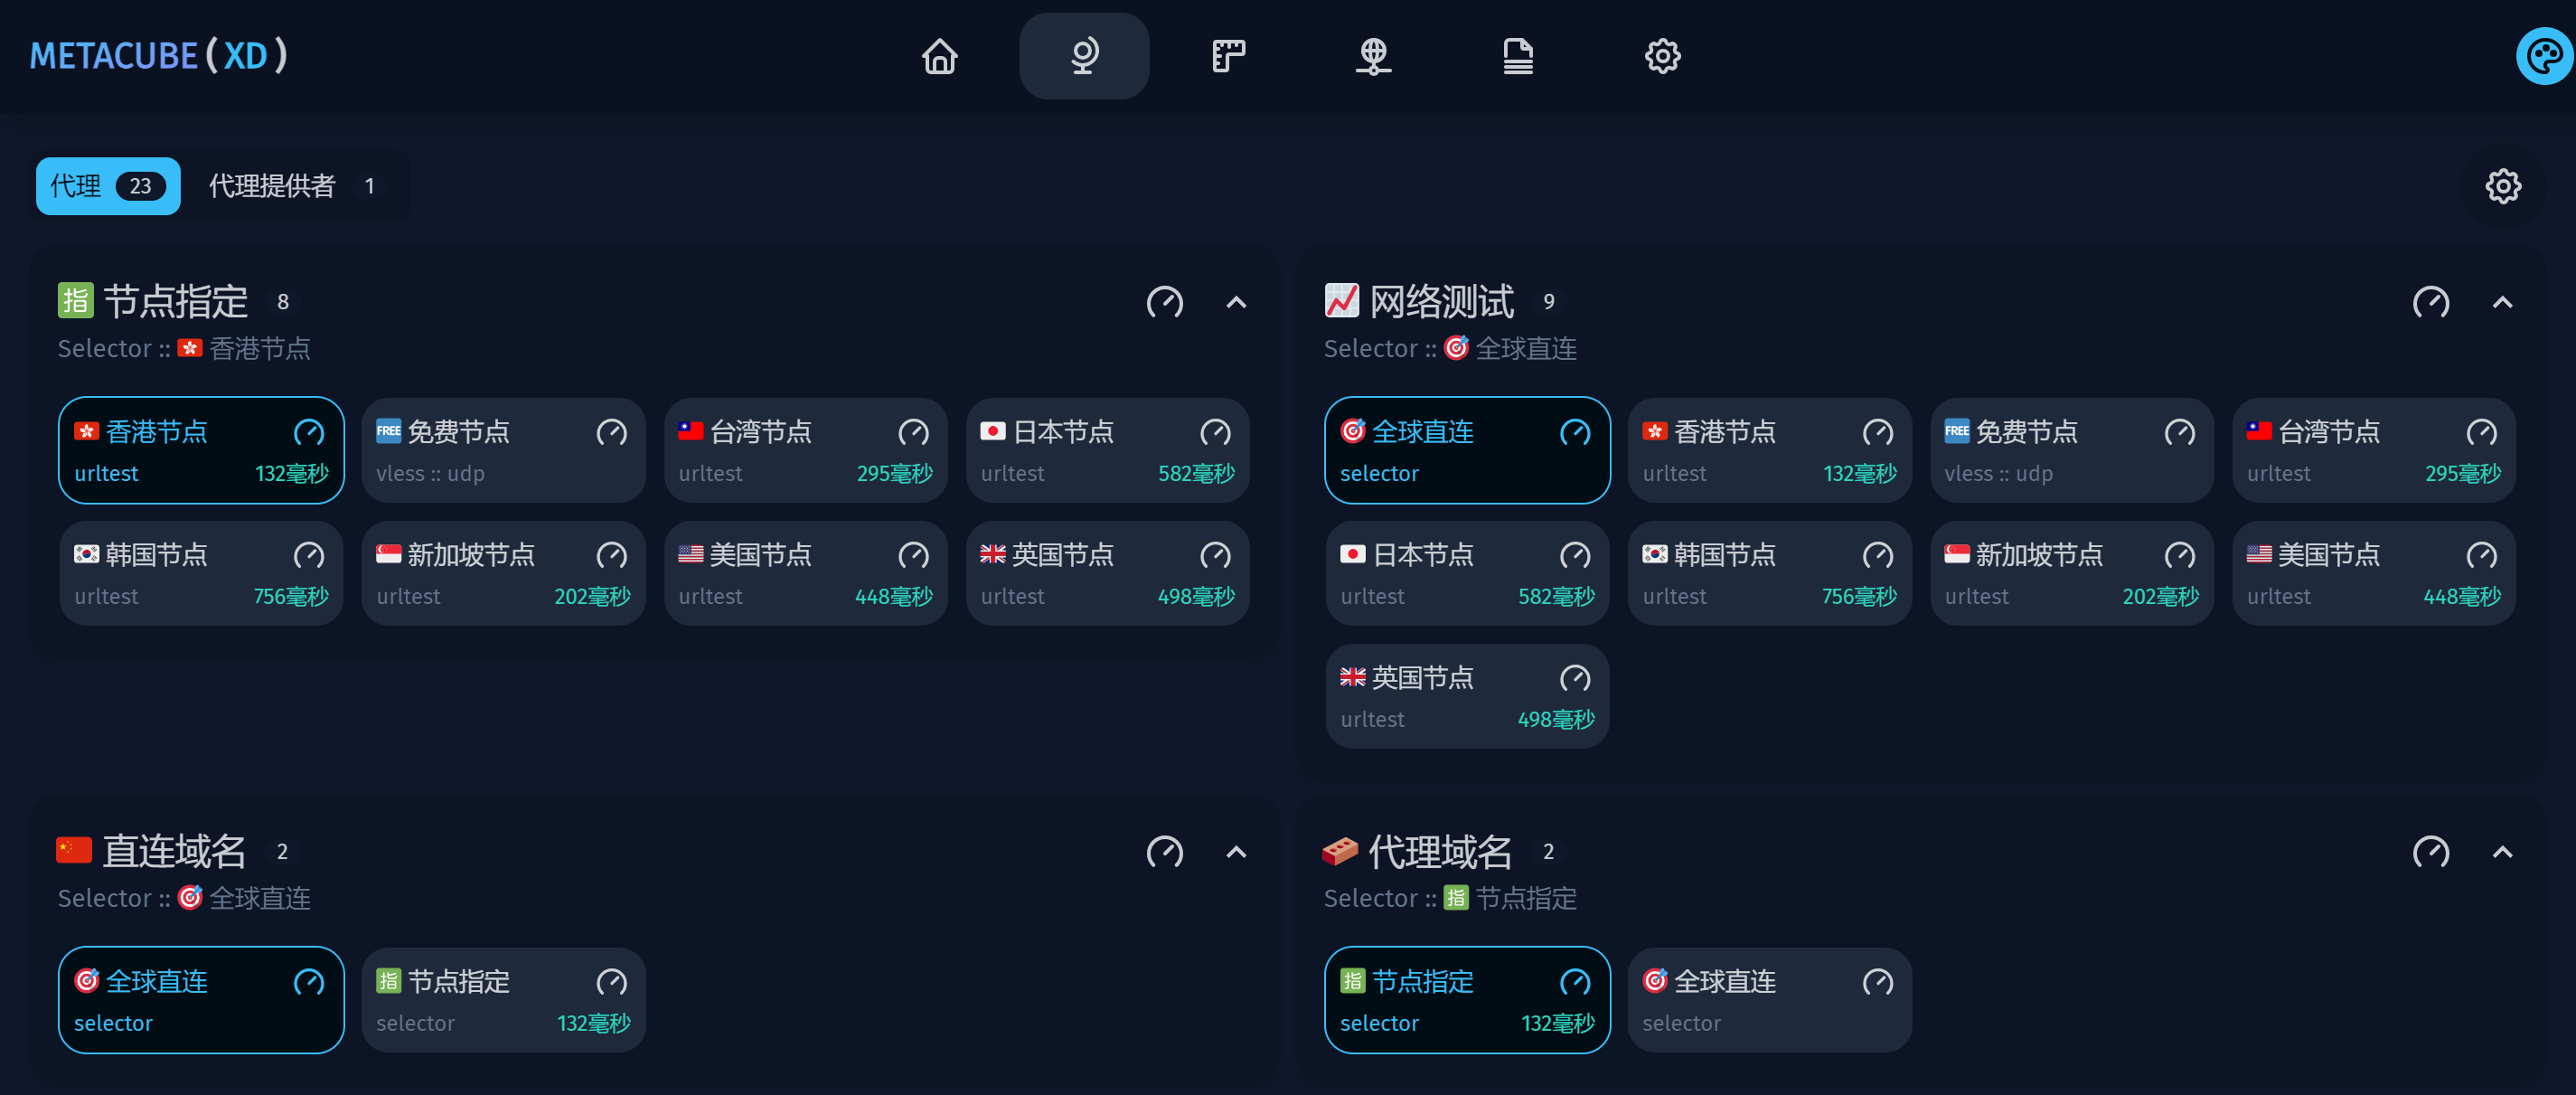 METACUBE(XD)
代理 23 代理提供者 1
指 节点指定 8
Selector :: 香港节点
香港节点
urltest 132毫秒
FREE 免费节点
vless :: udp
台湾节点
urltest 295毫秒
日本节点
urltest 582毫秒
韩国节点
urltest 756毫秒
新加坡节点
urltest 202毫秒
美国节点
urltest 448毫秒
英国节点
urltest 498毫秒
网络测试 9
Selector :: 全球直连
全球直连
selector
香港节点
urltest 132毫秒
FREE 免费节点
vless :: udp
台湾节点
urltest 295毫秒
日本节点
urltest 582毫秒
韩国节点
urltest 756毫秒
新加坡节点
urltest 202毫秒
美国节点
urltest 448毫秒
英国节点
urltest 498毫秒
直连域名 2
Selector :: 全球直连
全球直连
selector
指 节点指定
selector 132毫秒
代理域名 2
Selector :: 指 节点指定
指 节点指定
selector 132毫秒
全球直连
selector